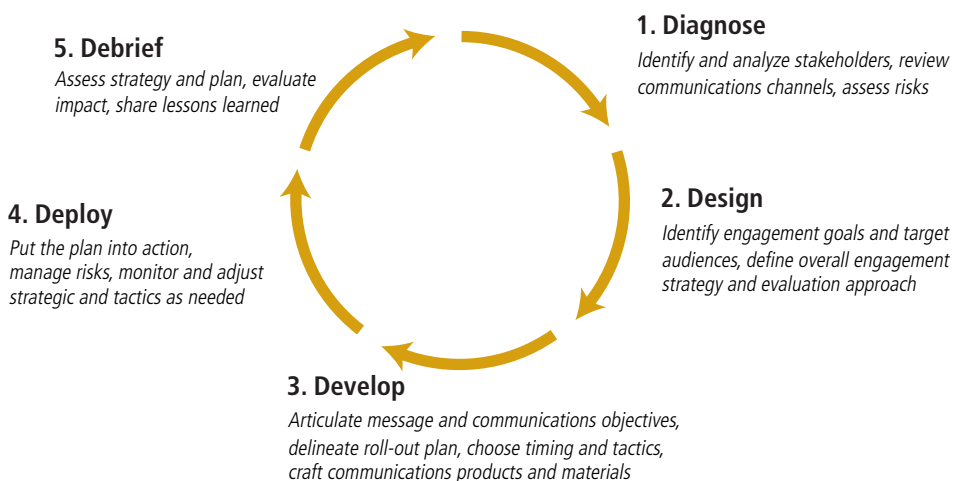 1. Diagnose
Identify and analyze stakeholders, review
communications channels, assess risks
2. Design
Identify engagement goals and target
audiences, define overall engagement
strategy and evaluation approach
3. Develop
Articulate message and communications objectives,
delineate roll-out plan, choose timing and tactics,
craft communications products and materials
4. Deploy
Put the plan into action,
manage risks, monitor and adjust
strategic and tactics as needed
5. Debrief
Assess strategy and plan, evaluate
impact, share lessons learned